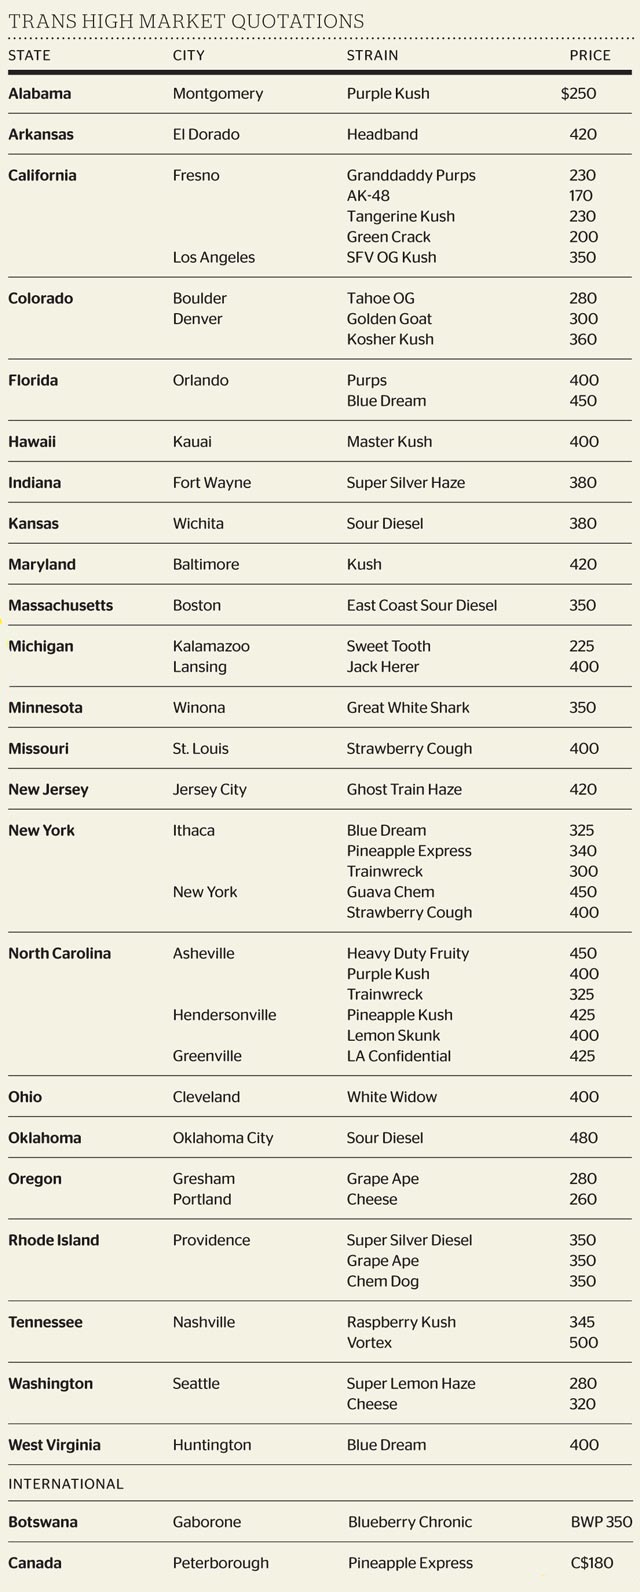 TRANS HIGH MARKET QUOTATIONS
STATE CITY STRAIN PRICE
Alabama Montgomery Purple Kush $250
Arkansas El Dorado Headband 420
California Fresno Granddaddy Purps 230
AK-48 170
Tangerine Kush 230
Green Crack 200
Los Angeles SFV OG Kush 350
Colorado Boulder Tahoe OG 280
Denver Golden Goat 300
Kosher Kush 360
Florida Orlando Purps 400
Blue Dream 450
Hawaii Kauai Master Kush 400
Indiana Fort Wayne Super Silver Haze 380
Kansas Wichita Sour Diesel 380
Maryland Baltimore Kush 420
Massachusetts Boston East Coast Sour Diesel 350
Michigan Kalamazoo Sweet Tooth 225
Lansing Jack Herer 400
Minnesota Winona Great White Shark 350
Missouri St. Louis Strawberry Cough 400
New Jersey Jersey City Ghost Train Haze 420
New York Ithaca Blue Dream 325
Pineapple Express 340
Trainwreck 300
New York Guava Chem 450
Strawberry Cough 400
North Carolina Asheville Heavy Duty Fruity 450
Purple Kush 400
Trainwreck 325
Hendersonville Pineapple Kush 425
Lemon Skunk 400
Greenville LA Confidential 425
Ohio Cleveland White Widow 400
Oklahoma Oklahoma City Sour Diesel 480
Oregon Gresham Grape Ape 280
Portland Cheese 260
Rhode Island Providence Super Silver Diesel 350
Grape Ape 350
Chem Dog 350
Tennessee Nashville Raspberry Kush 345
Vortex 500
Washington Seattle Super Lemon Haze 280
Cheese 320
West Virginia Huntington Blue Dream 400
INTERNATIONAL
Botswana Gaborone Blueberry Chronic BWP 350
Canada Peterborough Pineapple Express C$180